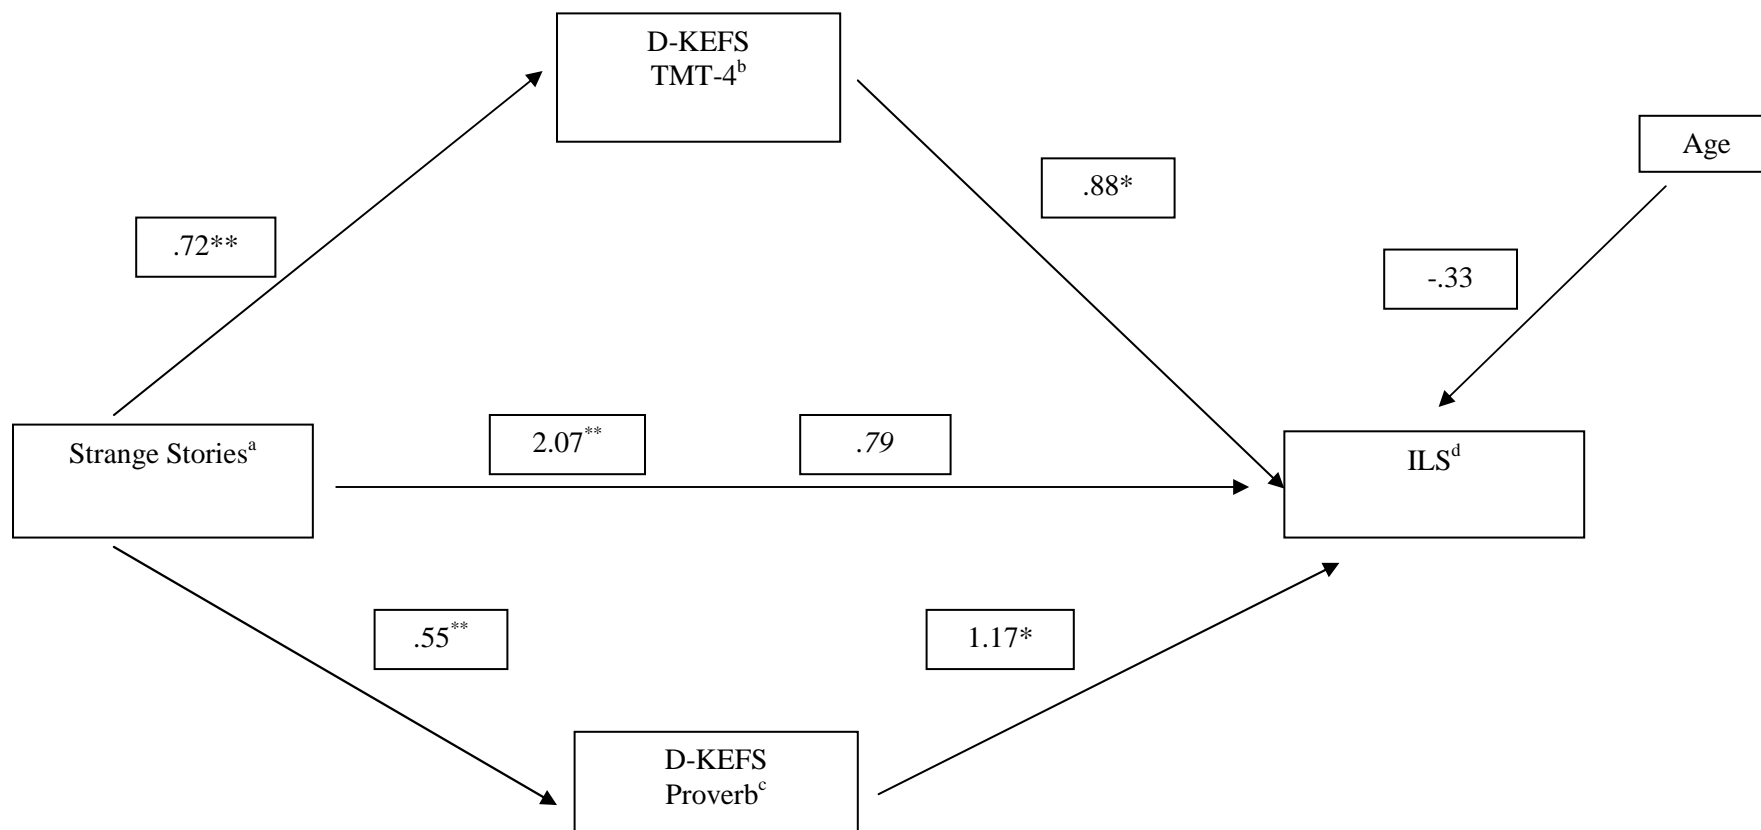 D-KEFS
TMT-4ᵇ
Age
.88*
.72**
-.33
Strange Storiesᵃ
2.07**
.79
ILSᵈ
.55**
1.17*
D-KEFS
Proverbᶜ